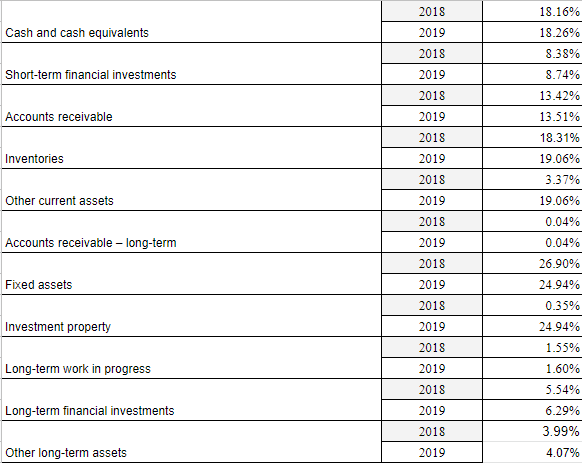 2018 18.16%
Cash and cash equivalents 2019 18.26%
2018 8.38%
Short-term financial investments 2019 8.74%
2018 13.42%
Accounts receivable 2019 13.51%
2018 18.31%
Inventories 2019 19.06%
2018 3.37%
Other current assets 2019 19.06%
2018 0.04%
Accounts receivable – long-term 2019 0.04%
2018 26.90%
Fixed assets 2019 24.94%
2018 0.35%
Investment property 2019 24.94%
2018 1.55%
Long-term work in progress 2019 1.60%
2018 5.54%
Long-term financial investments 2019 6.29%
2018 3.99%
Other long-term assets 2019 4.07%